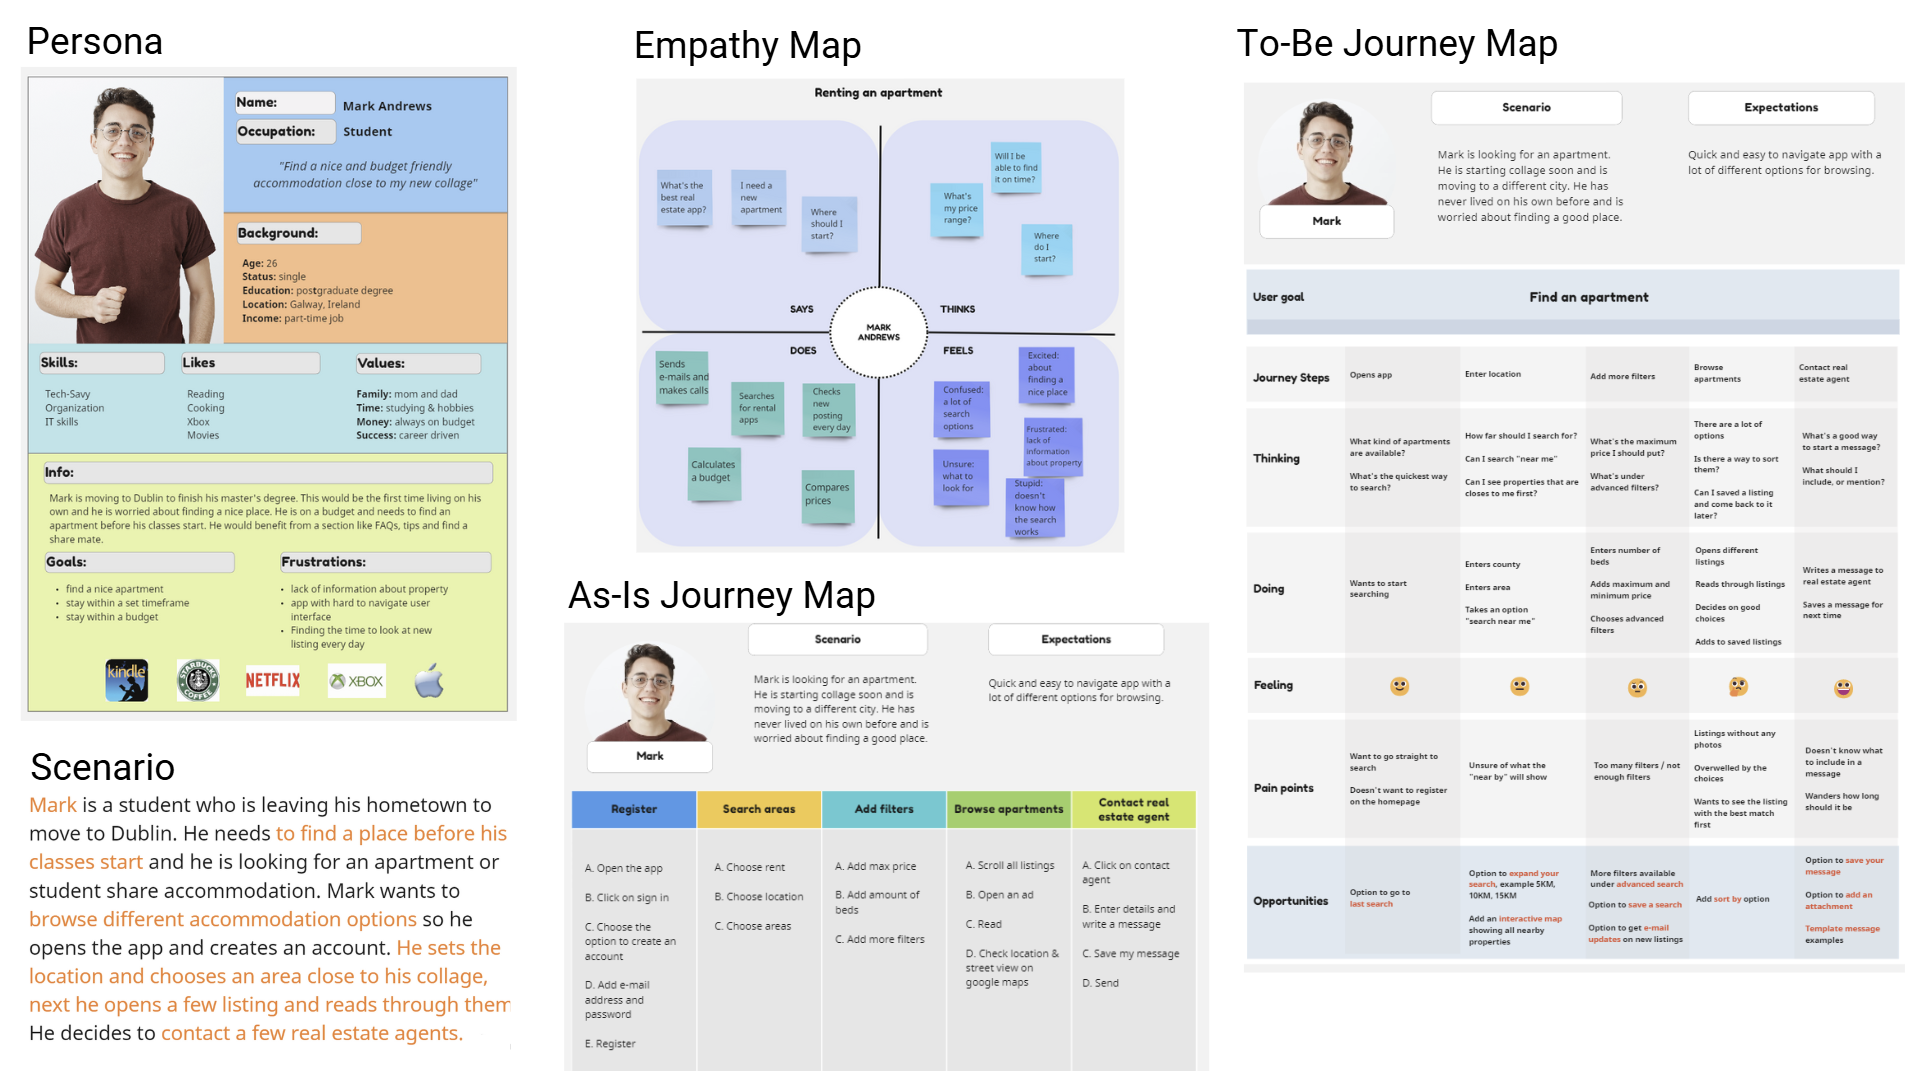 Persona
Name:
Mark Andrews
Occupation:
Student
"Find a nice and budget friendly
accommodation close to my new collage"
Background:
Age: 26
Status: single
Education: postgraduate degree
Location: Galway, Ireland
Income: part-time job
Skills:
Tech-Savy
Organization
IT skills
Likes
Reading
Cooking
Xbox
Movies
Values:
Family: mom and dad
Time: studying & hobbies
Money: always on budget
Success: career driven
Info:
Mark is moving to Dublin to finish his master's degree. This would be the first time living on his
own and he is worried about finding a nice place. He is on a budget and needs to find an
apartment before his classes start. He would benefit from a section like FAQs, tips and find a
share mate.
Goals:
• find a nice apartment
• stay within a set timeframe
• stay within a budget
Frustrations:
• lack of information about property
• app with hard to navigate user
interface
• Finding the time to look at new
listing every day
kindle
STARBUCKS
COFFEE
NETFLIX
XBOX
Scenario
Mark is a student who is leaving his hometown to
move to Dublin. He needs to find a place before his
classes start and he is looking for an apartment or
student share accommodation. Mark wants to
browse different accommodation options so he
opens the app and creates an account. He sets the
location and chooses an area close to his collage,
next he opens a few listing and reads through them
He decides to contact a few real estate agents.
Empathy Map
Renting an apartment
What's the
best real
estate app?
I need a
new
apartment
Where
should I
start?
SAYS
Will I be
able to find
it on time?
What's
my price
range?
Where
do I
start?
THINKS
MARK
ANDREWS
DOES
Sends
e-mails and
makes calls
Searches
for rental
apps
Checks
new
posting
every day
Calculates
a budget
Compares
prices
FEELS
Excited:
about
finding a
nice place
Confused:
a lot of
search
options
Frustrated:
lack of
information
about property
Unsure:
what to
look for
Stupid:
doesn't
know how
the search
works
As-Is Journey Map
Mark
Scenario
Mark is looking for an apartment.
He is starting collage soon and is
moving to a different city. He has
never lived on his own before and is
worried about finding a good place.
Expectations
Quick and easy to navigate app with a
lot of different options for browsing.
Register
A. Open the app
B. Click on sign in
C. Choose the
option to create an
account
D. Add e-mail
address and
password
E. Register
Search areas
A. Choose rent
B. Choose location
C. Choose areas
Add filters
A. Add max price
B. Add amount of
beds
C. Add more filters
Browse apartments
A. Scroll all listings
B. Open an ad
C. Read
D. Check location &
street view on
google maps
Contact real
estate agent
A. Click on contact
agent
B. Enter details and
write a message
C. Save my message
D. Send
To-Be Journey Map
Mark
Scenario
Mark is looking for an apartment.
He is starting collage soon and is
moving to a different city. He has
never lived on his own before and is
worried about finding a good place.
Expectations
Quick and easy to navigate app with a
lot of different options for browsing.
User goal
Find an apartment
Journey Steps
Opens app
Enter location
Add more filters
Browse
apartments
Contact real
estate agent
Thinking
What kind of apartments
are available?
What's the quickest way
to search?
How far should I search for?
Can I search "near me"
Can I see properties that are
closes to me first?
What's the maximum
price I should put?
What's under
advanced filters?
There are a lot of
options
Is there a way to sort
them?
Can I saved a listing
and come back to it
later?
What's a good way
to start a message?
What should I
include, or mention?
Doing
Wants to start
searching
Enters county
Enters area
Takes an option
"search near me"
Enters number of
beds
Adds maximum and
minimum price
Chooses advanced
filters
Opens different
listings
Reads through listings
Decides on good
choices
Adds to saved listings
Writes a message to
real estate agent
Saves a message for
next time
Feeling
Pain points
Want to go straight to
search
Doesn't want to register
on the homepage
Unsure of what the
"near by" will show
Too many filters / not
enough filters
Listings without any
photos
Overwelled by the
choices
Wants to see the listing
with the best match
first
Doesn't know what
to include in a
message
Wanders how long
should it be
Opportunities
Option to go to
last search
Option to expand your
search, example 5KM,
10KM, 15KM
Add an interactive map
showing all nearby
properties
More filters available
under advanced search
Option to save a search
Option to get e-mail
updates on new listings
Add sort by option
Option to save your
message
Option to add an
attachment
Template message
examples